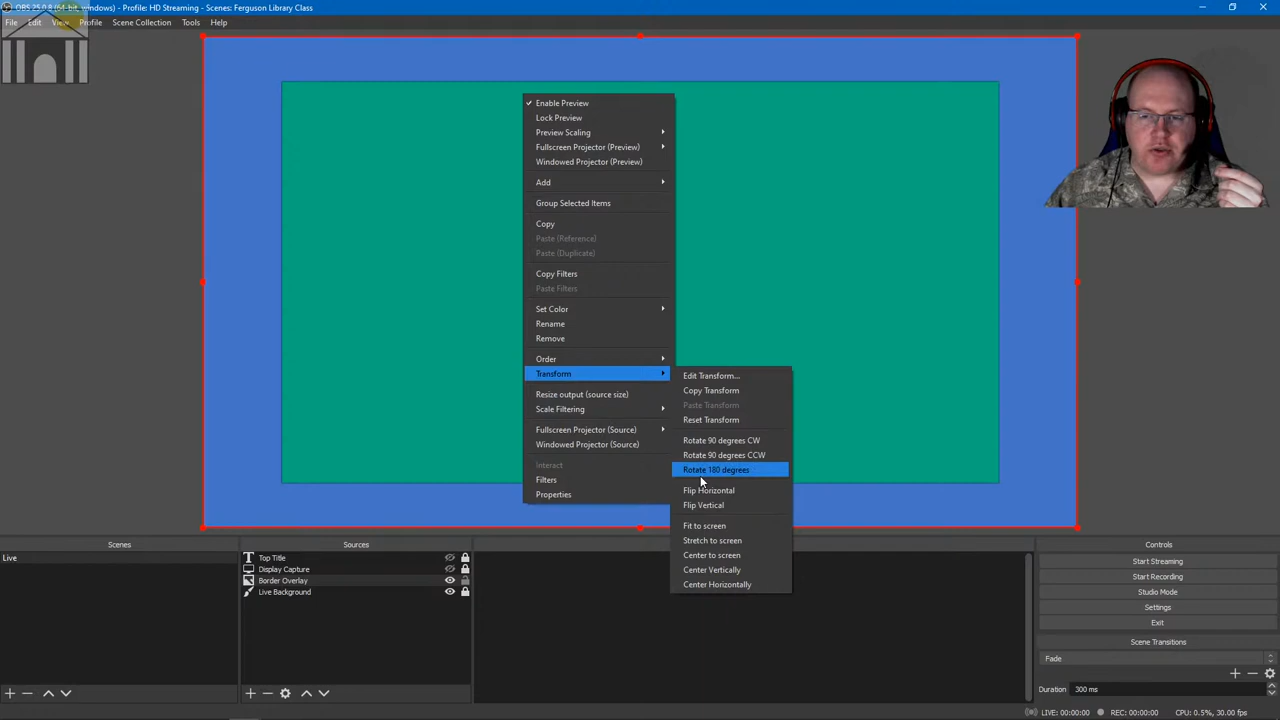 OBS 25.0.8 (64-bit, windows) - Profile: HD Streaming - Scenes: Ferguson Library Class
File Edit View Profile Scene Collection Tools Help
Enable Preview
Lock Preview
Preview Scaling
Fullscreen Projector (Preview)
Windowed Projector (Preview)
Add
Group Selected Items
Copy
Paste (Reference)
Paste (Duplicate)
Copy Filters
Paste Filters
Set Color
Rename
Remove
Order
Transform
Resize output (source size)
Scale Filtering
Fullscreen Projector (Source)
Windowed Projector (Source)
Interact
Filters
Properties
Edit Transform...
Copy Transform
Paste Transform
Reset Transform
Rotate 90 degrees CW
Rotate 90 degrees CCW
Rotate 180 degrees
Flip Horizontal
Flip Vertical
Fit to screen
Stretch to screen
Center to screen
Center Vertically
Center Horizontally
Scenes
Live
Sources
Top Title
Display Capture
Border Overlay
Live Background
Controls
Start Streaming
Start Recording
Studio Mode
Settings
Exit
Scene Transitions
Fade
Duration 300 ms
LIVE: 00:00:00 REC: 00:00:00 CPU: 0.5%, 30.00 fps